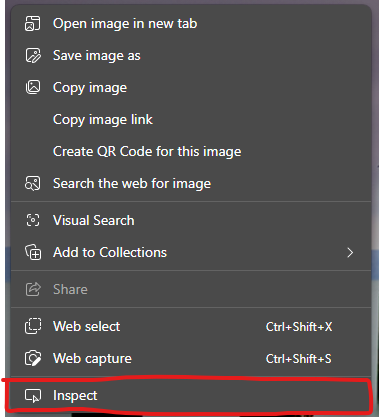 Open image in new tab
Save image as
Copy image
Copy image link
Create QR Code for this image
Search the web for image
Visual Search
Add to Collections
Share
Web select Ctrl+Shift+X
Web capture Ctrl+Shift+S
Inspect